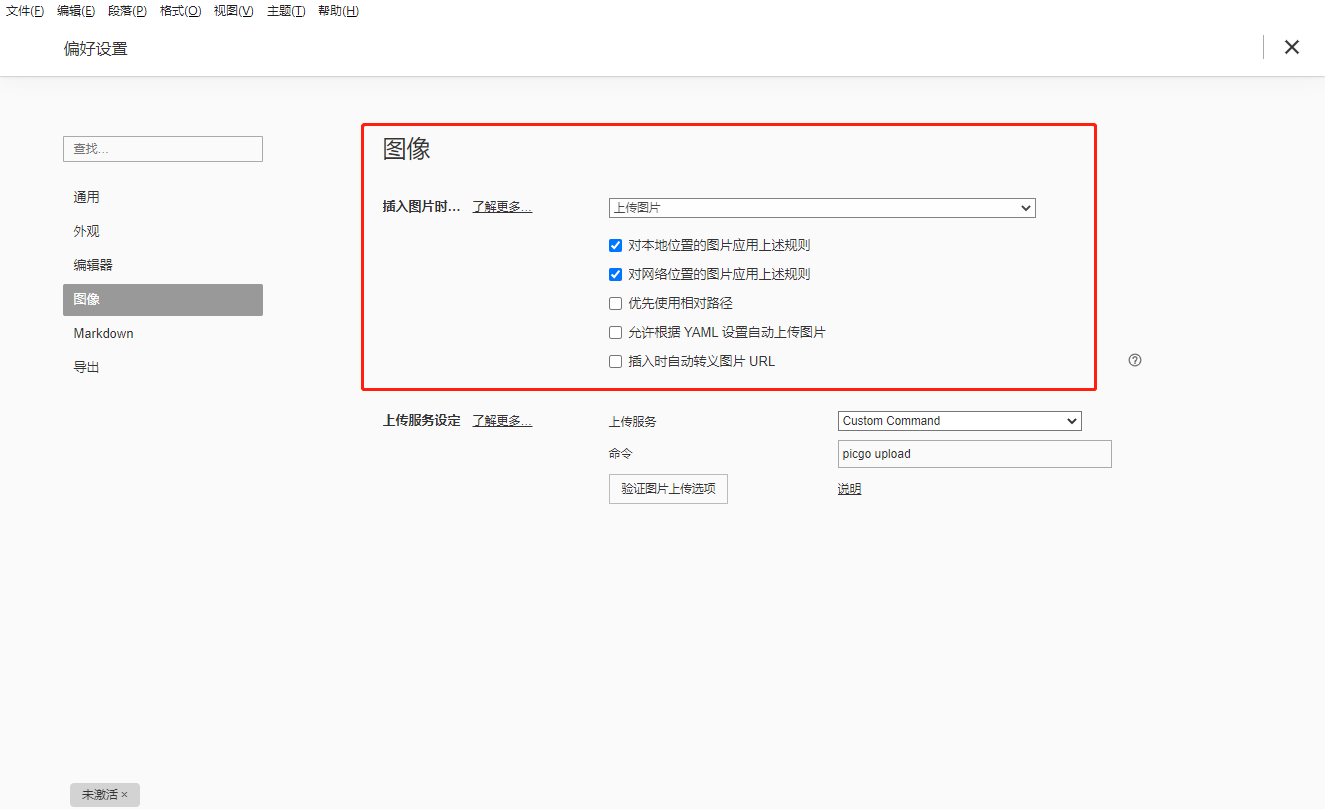 文件(F) 编辑(E) 段落(P) 格式(O) 视图(V) 主题(T) 帮助(H)
偏好设置
查找...
通用
外观
编辑器
图像
Markdown
导出
图像
插入图片时... 了解更多... 上传图片
对本地位置的图片应用上述规则
对网络位置的图片应用上述规则
优先使用相对路径
允许根据 YAML 设置自动上传图片
插入时自动转义图片 URL
上传服务设定 了解更多... 上传服务 Custom Command
命令 picgo upload
验证图片上传选项 说明
未激活 ×